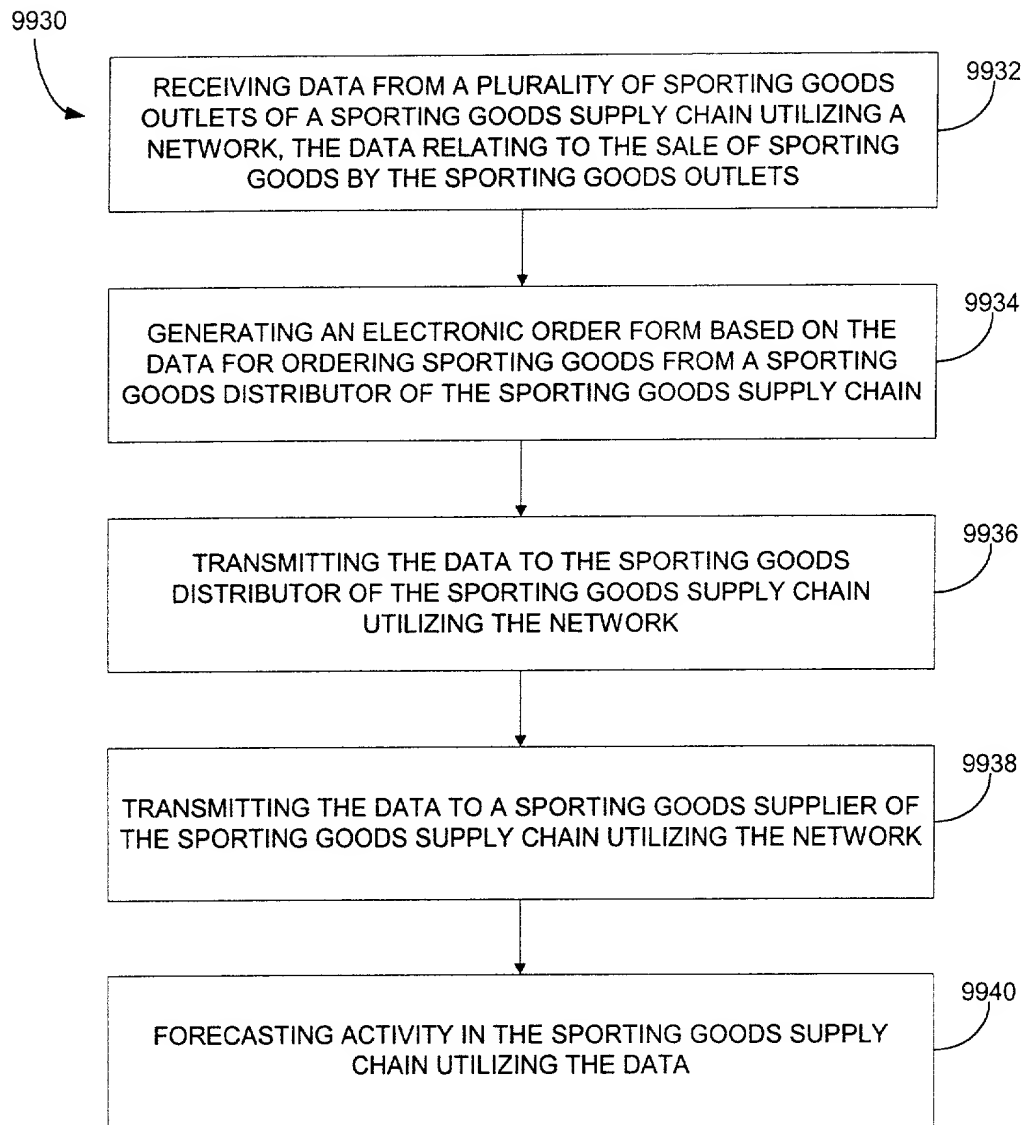 9930
RECEIVING DATA FROM A PLURALITY OF SPORTING GOODS
OUTLETS OF A SPORTING GOODS SUPPLY CHAIN UTILIZING A
NETWORK, THE DATA RELATING TO THE SALE OF SPORTING
GOODS BY THE SPORTING GOODS OUTLETS
9932
GENERATING AN ELECTRONIC ORDER FORM BASED ON THE
DATA FOR ORDERING SPORTING GOODS FROM A SPORTING
GOODS DISTRIBUTOR OF THE SPORTING GOODS SUPPLY CHAIN
9934
TRANSMITTING THE DATA TO THE SPORTING GOODS
DISTRIBUTOR OF THE SPORTING GOODS SUPPLY CHAIN
UTILIZING THE NETWORK
9936
TRANSMITTING THE DATA TO A SPORTING GOODS SUPPLIER OF
THE SPORTING GOODS SUPPLY CHAIN UTILIZING THE NETWORK
9938
FORECASTING ACTIVITY IN THE SPORTING GOODS SUPPLY
CHAIN UTILIZING THE DATA
9940